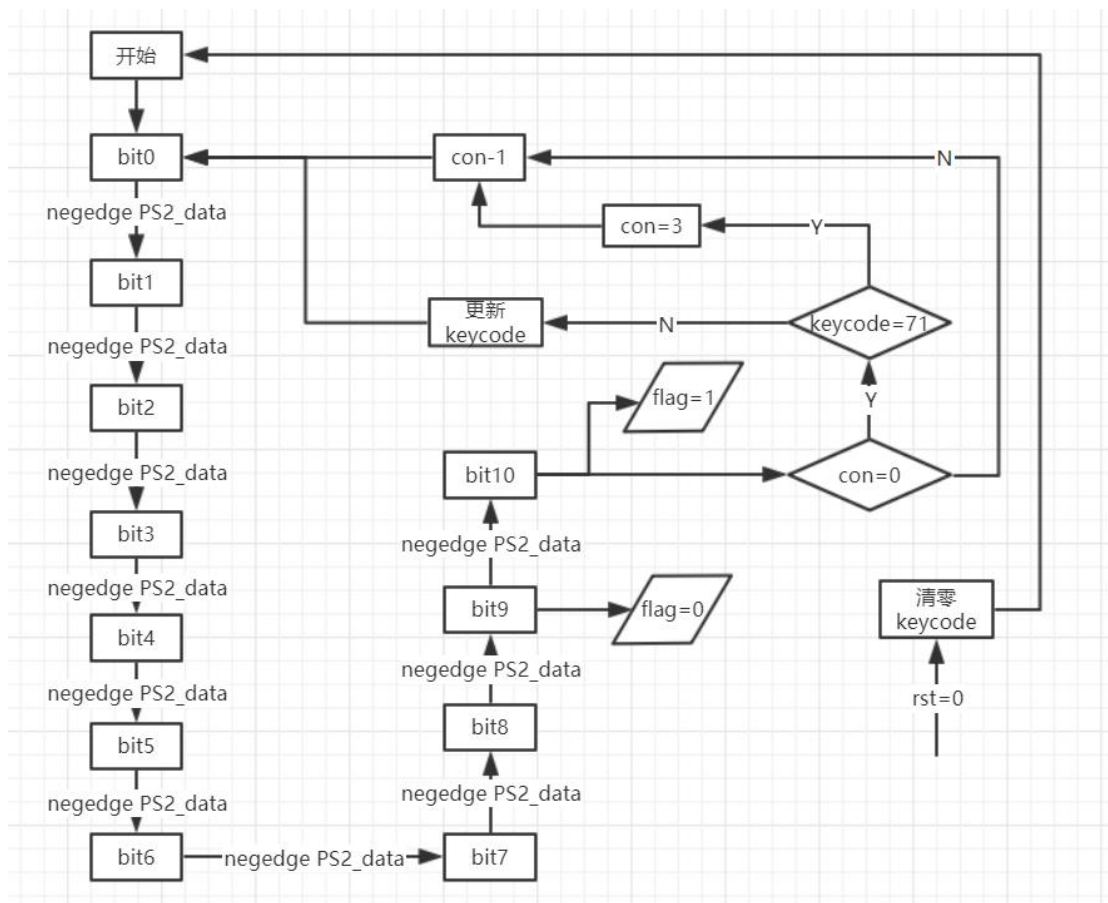 开始
bit0
negedge PS2_data
bit1
negedge PS2_data
bit2
negedge PS2_data
bit3
negedge PS2_data
bit4
negedge PS2_data
bit5
negedge PS2_data
bit6
negedge PS2_data
bit7
negedge PS2_data
bit8
negedge PS2_data
bit9
flag=0
negedge PS2_data
bit10
flag=1
con=0
Y
N
keycode=71
Y
con=3
con-1
N
更新
keycode
rst=0
清零
keycode